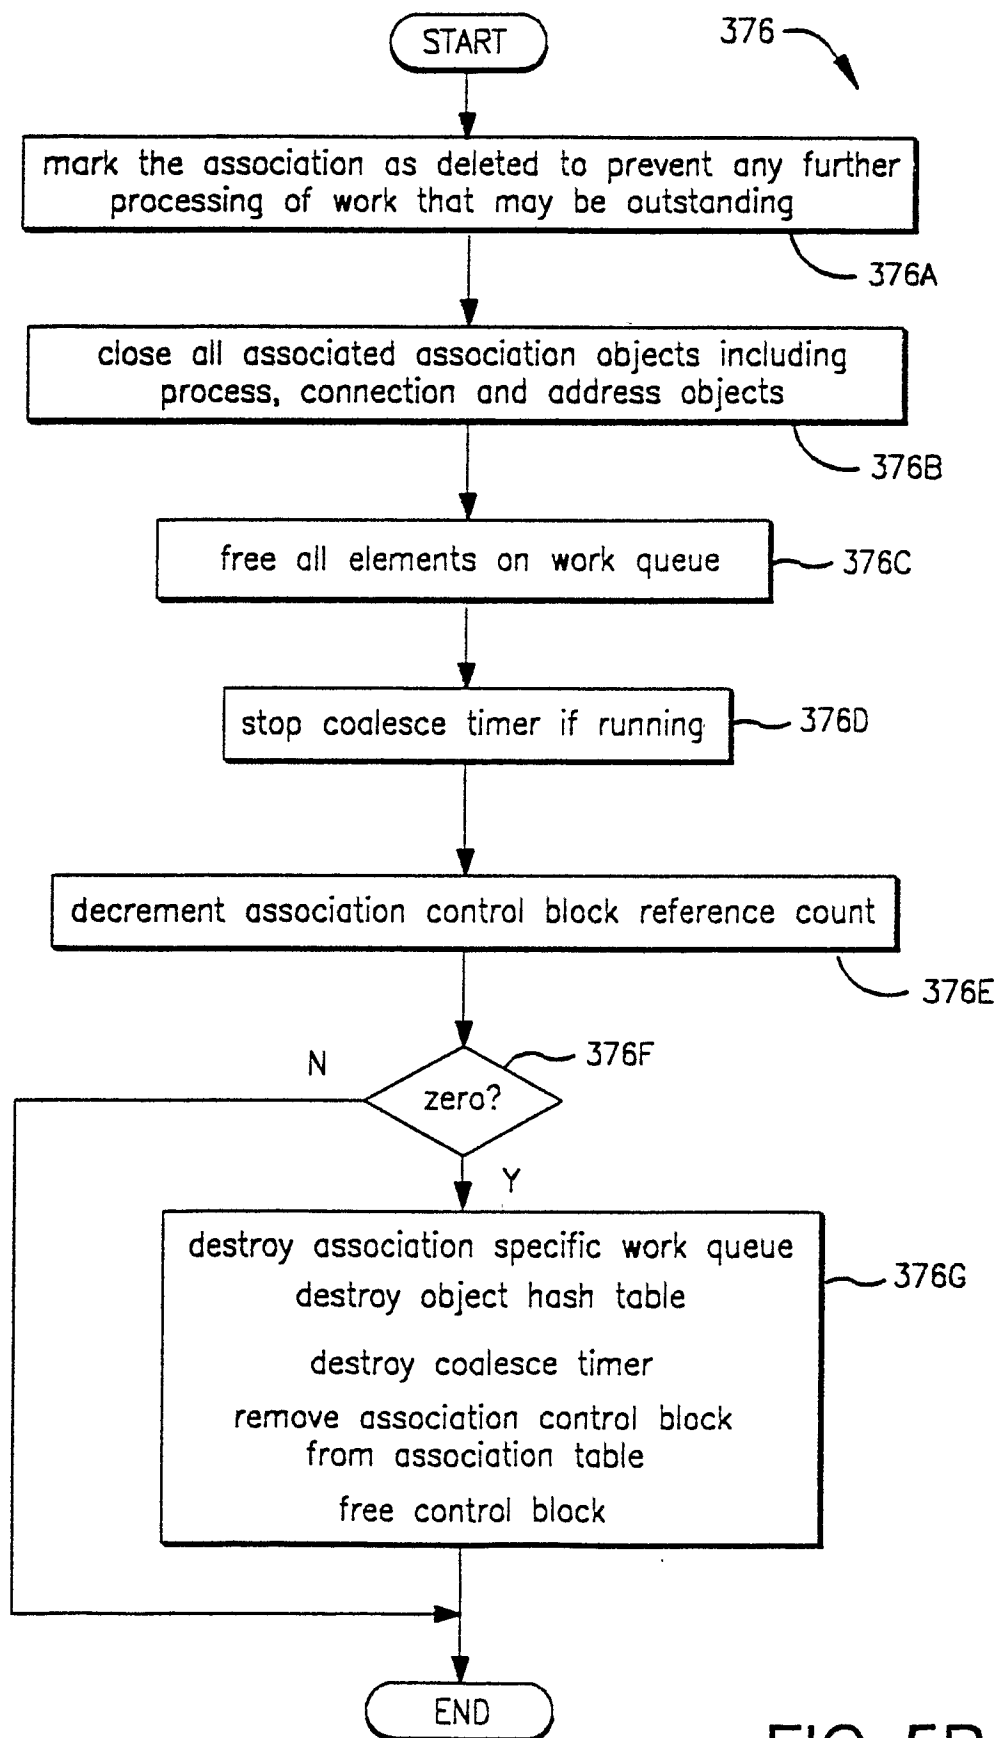 START
376
mark the association as deleted to prevent any further
processing of work that may be outstanding
376A
close all associated association objects including
process, connection and address objects
376B
free all elements on work queue
376C
stop coalesce timer if running
376D
decrement association control block reference count
376E
376F
N
zero?
Y
destroy association specific work queue
destroy object hash table
376G
destroy coalesce timer
remove association control block
from association table
free control block
END
FIG. 5B